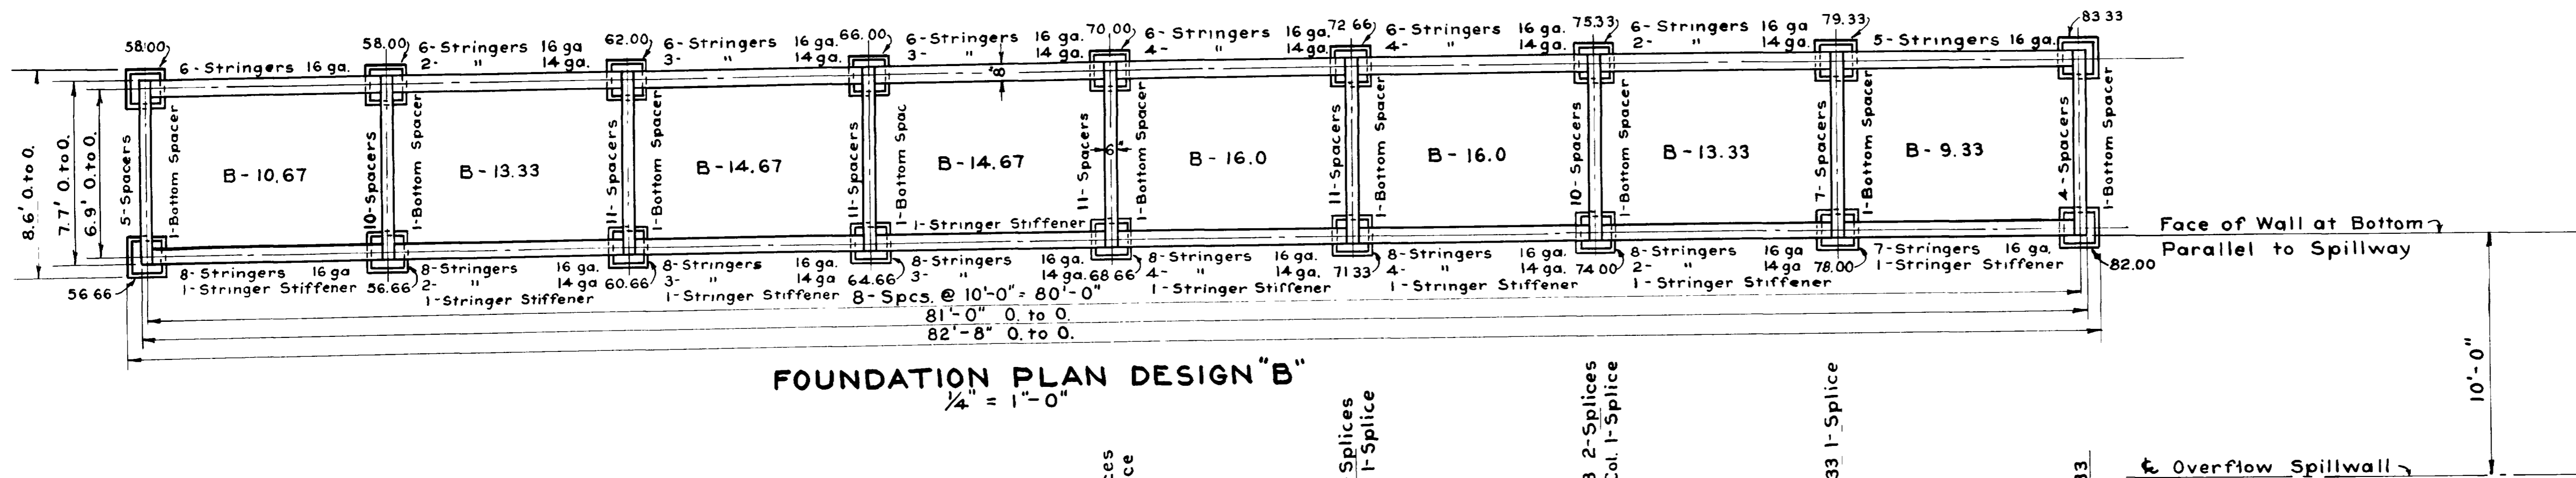 58.00
6-Stringers 16 ga.
58.00
6-Stringers 16 ga
2- " 14 ga.
62.00
6-Stringers 16 ga.
3- " 14 ga.
66.00
6-Stringers 16 ga.
3- " 14 ga.
70.00
6-Stringers 16 ga.
4- " 14 ga.
72 66
6-Stringers 16 ga.
4- " 14 ga.
75.33
6-Stringers 16 ga
2- " 14 ga.
79.33
5-Stringers 16 ga.
83 33
8"
8.6' O. to O.
7.7' O. to O.
6.9' O. to O.
5-Spacers
1-Bottom Spacer
B-10.67
10-Spacers
1-Bottom Spacer
B-13.33
11-Spacers
1-Bottom Spacer
B-14.67
11-Spacers
1-Bottom Spac
B-14.67
11-Spacers
6"
1-Bottom Spacer
B-16.0
11-Spacers
1-Bottom Spacer
B-16.0
10-Spacers
1-Bottom Spacer
B-13.33
7-Spacers
1-Bottom Spacer
B-9.33
4-Spacers
1-Bottom Spacer
1-Stringer Stiffener
Face of Wall at Bottom
Parallel to Spillway
56 66
8-Stringers 16 ga
1-Stringer Stiffener
56.66
8-Stringers 16 ga.
2- " 14 ga
1-Stringer Stiffener
60.66
8-Stringers 16 ga.
3- " 14 ga
1-Stringer Stiffener
64.66
8-Stringers 16 ga.
3- " 14 ga.
68 66
8-Stringers 16 ga.
4- " 14 ga.
1-Stringer Stiffener
71 33
8-Stringers 16 ga.
4- " 14 ga.
1-Stringer Stiffener
74 00
8-Stringers 16 ga
2- " 14 ga
1-Stringer Stiffener
78.00
7-Stringers 16 ga.
1-Stringer Stiffener
82.00
8-Spcs. @ 10'-0" = 80'-0"
81'-0" O. to O.
82'-8" O. to O.
FOUNDATION PLAN DESIGN "B"
1/4" = 1"-0"
Splices
1-Splice
2-Splices
Col. 1-Splice
33 1-Splice
33
10'-0"
℄ Overflow Spillwall